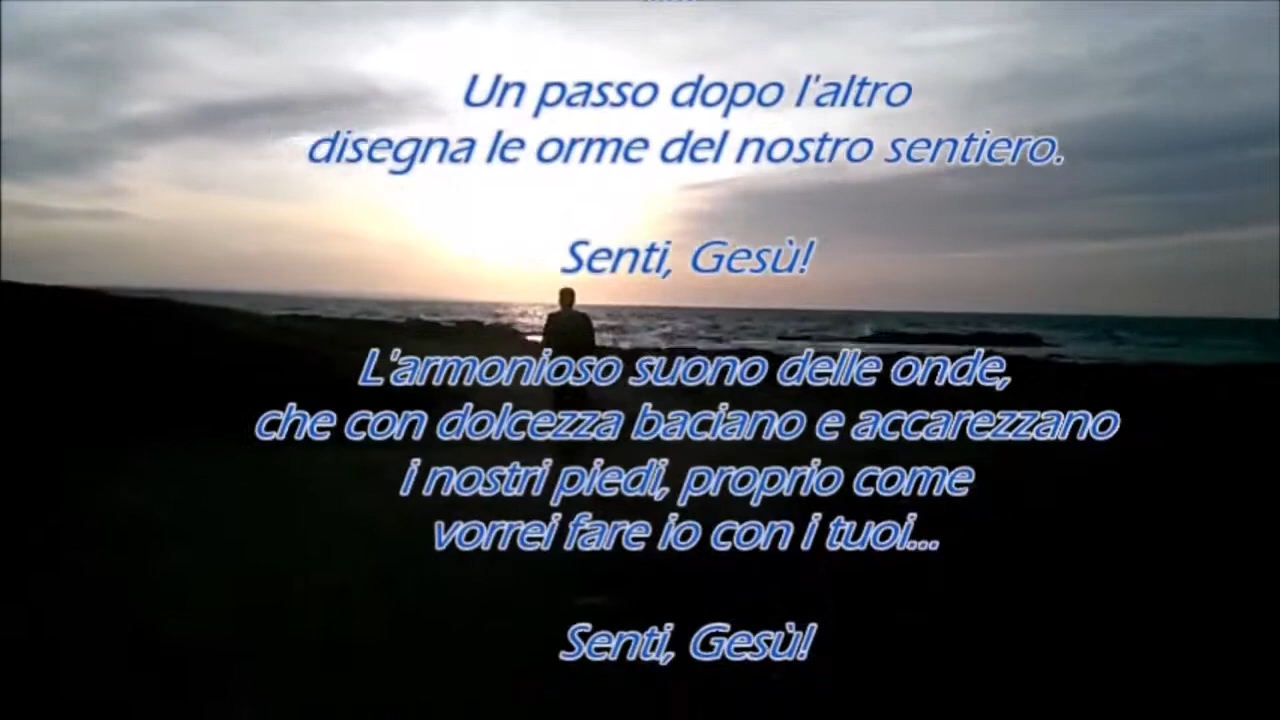 Un passo dopo l'altro
disegna le orme del nostro sentiero.
Senti, Gesù!
L'armonioso suono delle onde,
che con dolcezza baciano e accarezzano
i nostri piedi, proprio come
vorrei fare io con i tuoi...
Senti, Gesù!